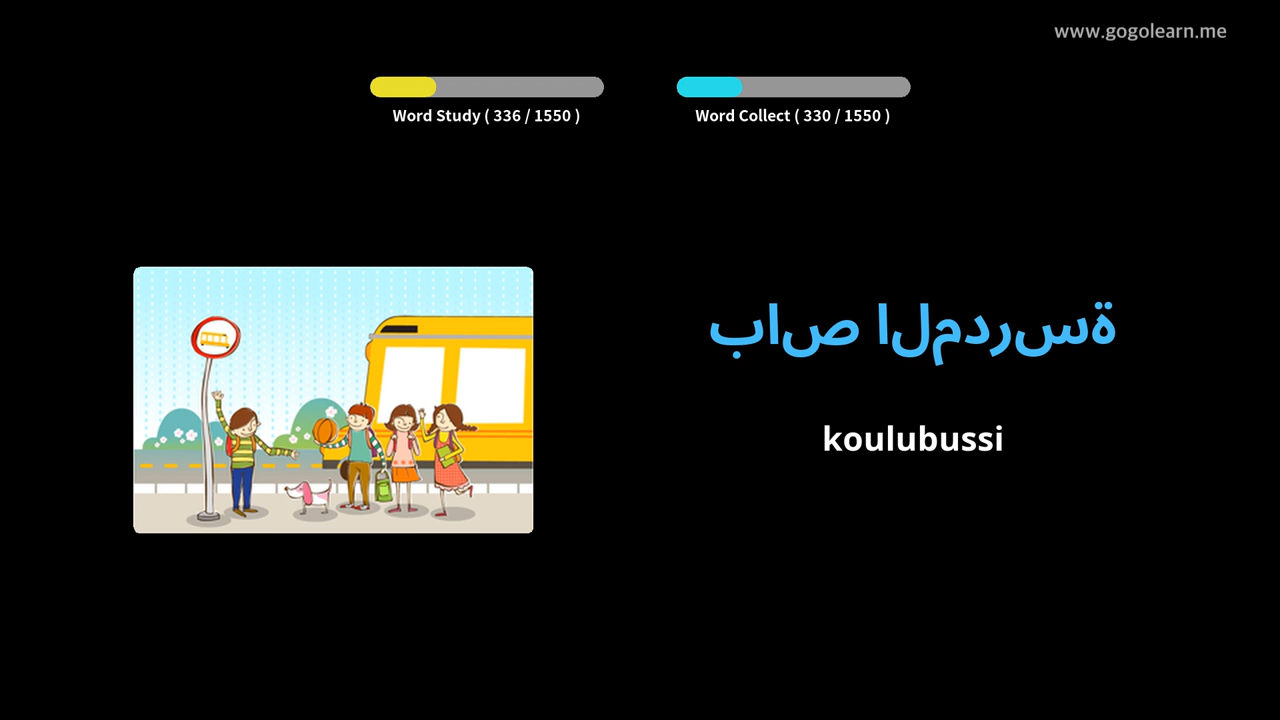 www.gogolearn.me
Word Study ( 336 / 1550 )
Word Collect ( 330 / 1550 )
باص المدرسة
koulubussi